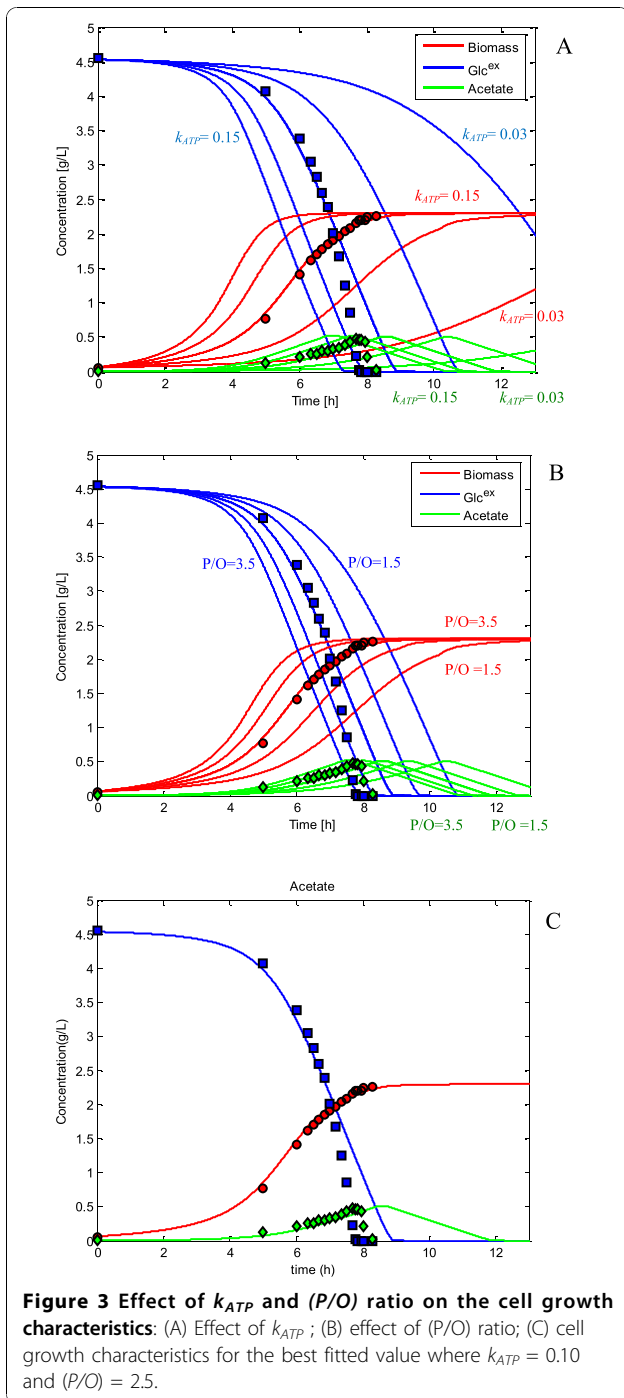 5
4.5
4
3.5
3
2.5
2
1.5
1
0.5
0
Concentration [g/L]
A
Biomass
Glc^ex
Acetate
k_ATP= 0.15
k_ATP= 0.03
k_ATP= 0.15
k_ATP= 0.03
0 2 4 6 8 10 12
Time [h]
k_ATP= 0.15
k_ATP= 0.03
5
4.5
4
3.5
3
2.5
2
1.5
1
0.5
0
Concentration [g/L]
B
Biomass
Glc^ex
Acetate
P/O=3.5
P/O=1.5
P/O=3.5
P/O =1.5
0 2 4 6 8 10 12
Time [h]
P/O=3.5
P/O =1.5
Acetate
5
4.5
4
3.5
3
2.5
2
1.5
1
0.5
0
Concentration(g/L)
C
0 2 4 6 8 10 12
time (h)
Figure 3 Effect of k_ATP and (P/O) ratio on the cell growth
characteristics: (A) Effect of k_ATP ; (B) effect of (P/O) ratio; (C) cell
growth characteristics for the best fitted value where k_ATP = 0.10
and (P/O) = 2.5.